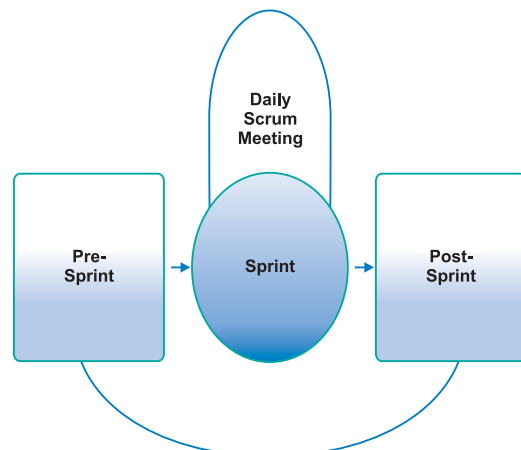 Daily
Scrum
Meeting
Pre-
Sprint
Sprint
Post-
Sprint